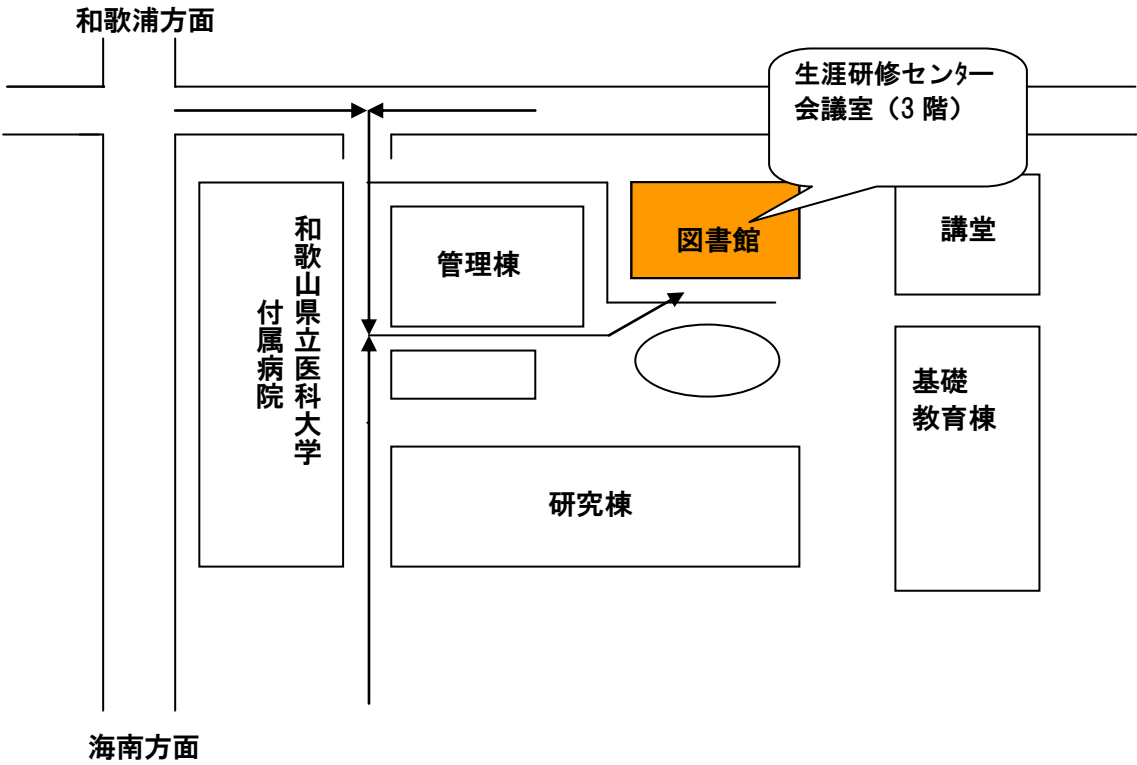 和歌浦方面
生涯研修センター
会議室（3 階）
和歌山県立医科大学
付属病院
管理棟
図書館
講堂
基礎
教育棟
研究棟
海南方面